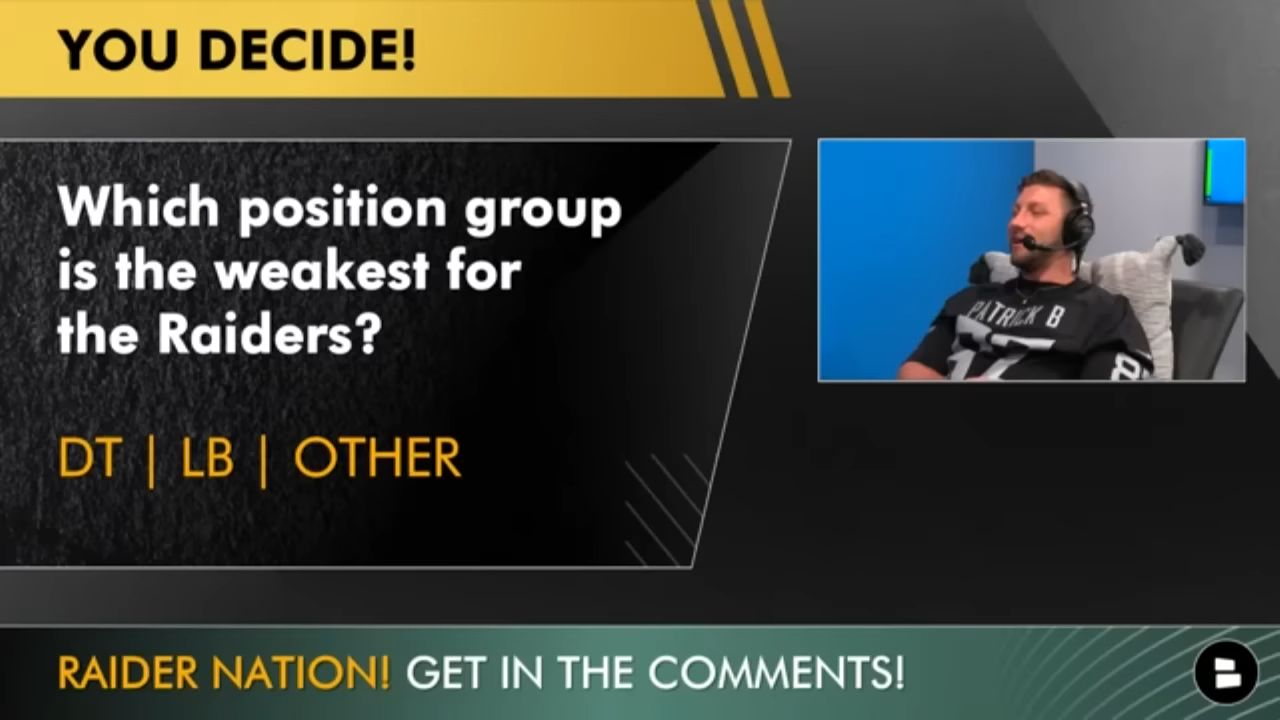 YOU DECIDE!
Which position group
is the weakest for
the Raiders?
DT | LB | OTHER
PATRICK B
RAIDER NATION! GET IN THE COMMENTS!